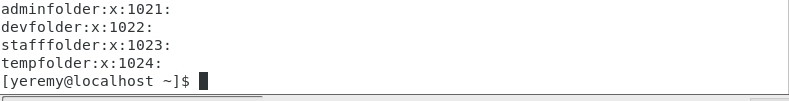 adminfolder:x:1021:
devfolder:x:1022:
stafffolder:x:1023:
tempfolder:x:1024:
[yeremy@localhost ~]$